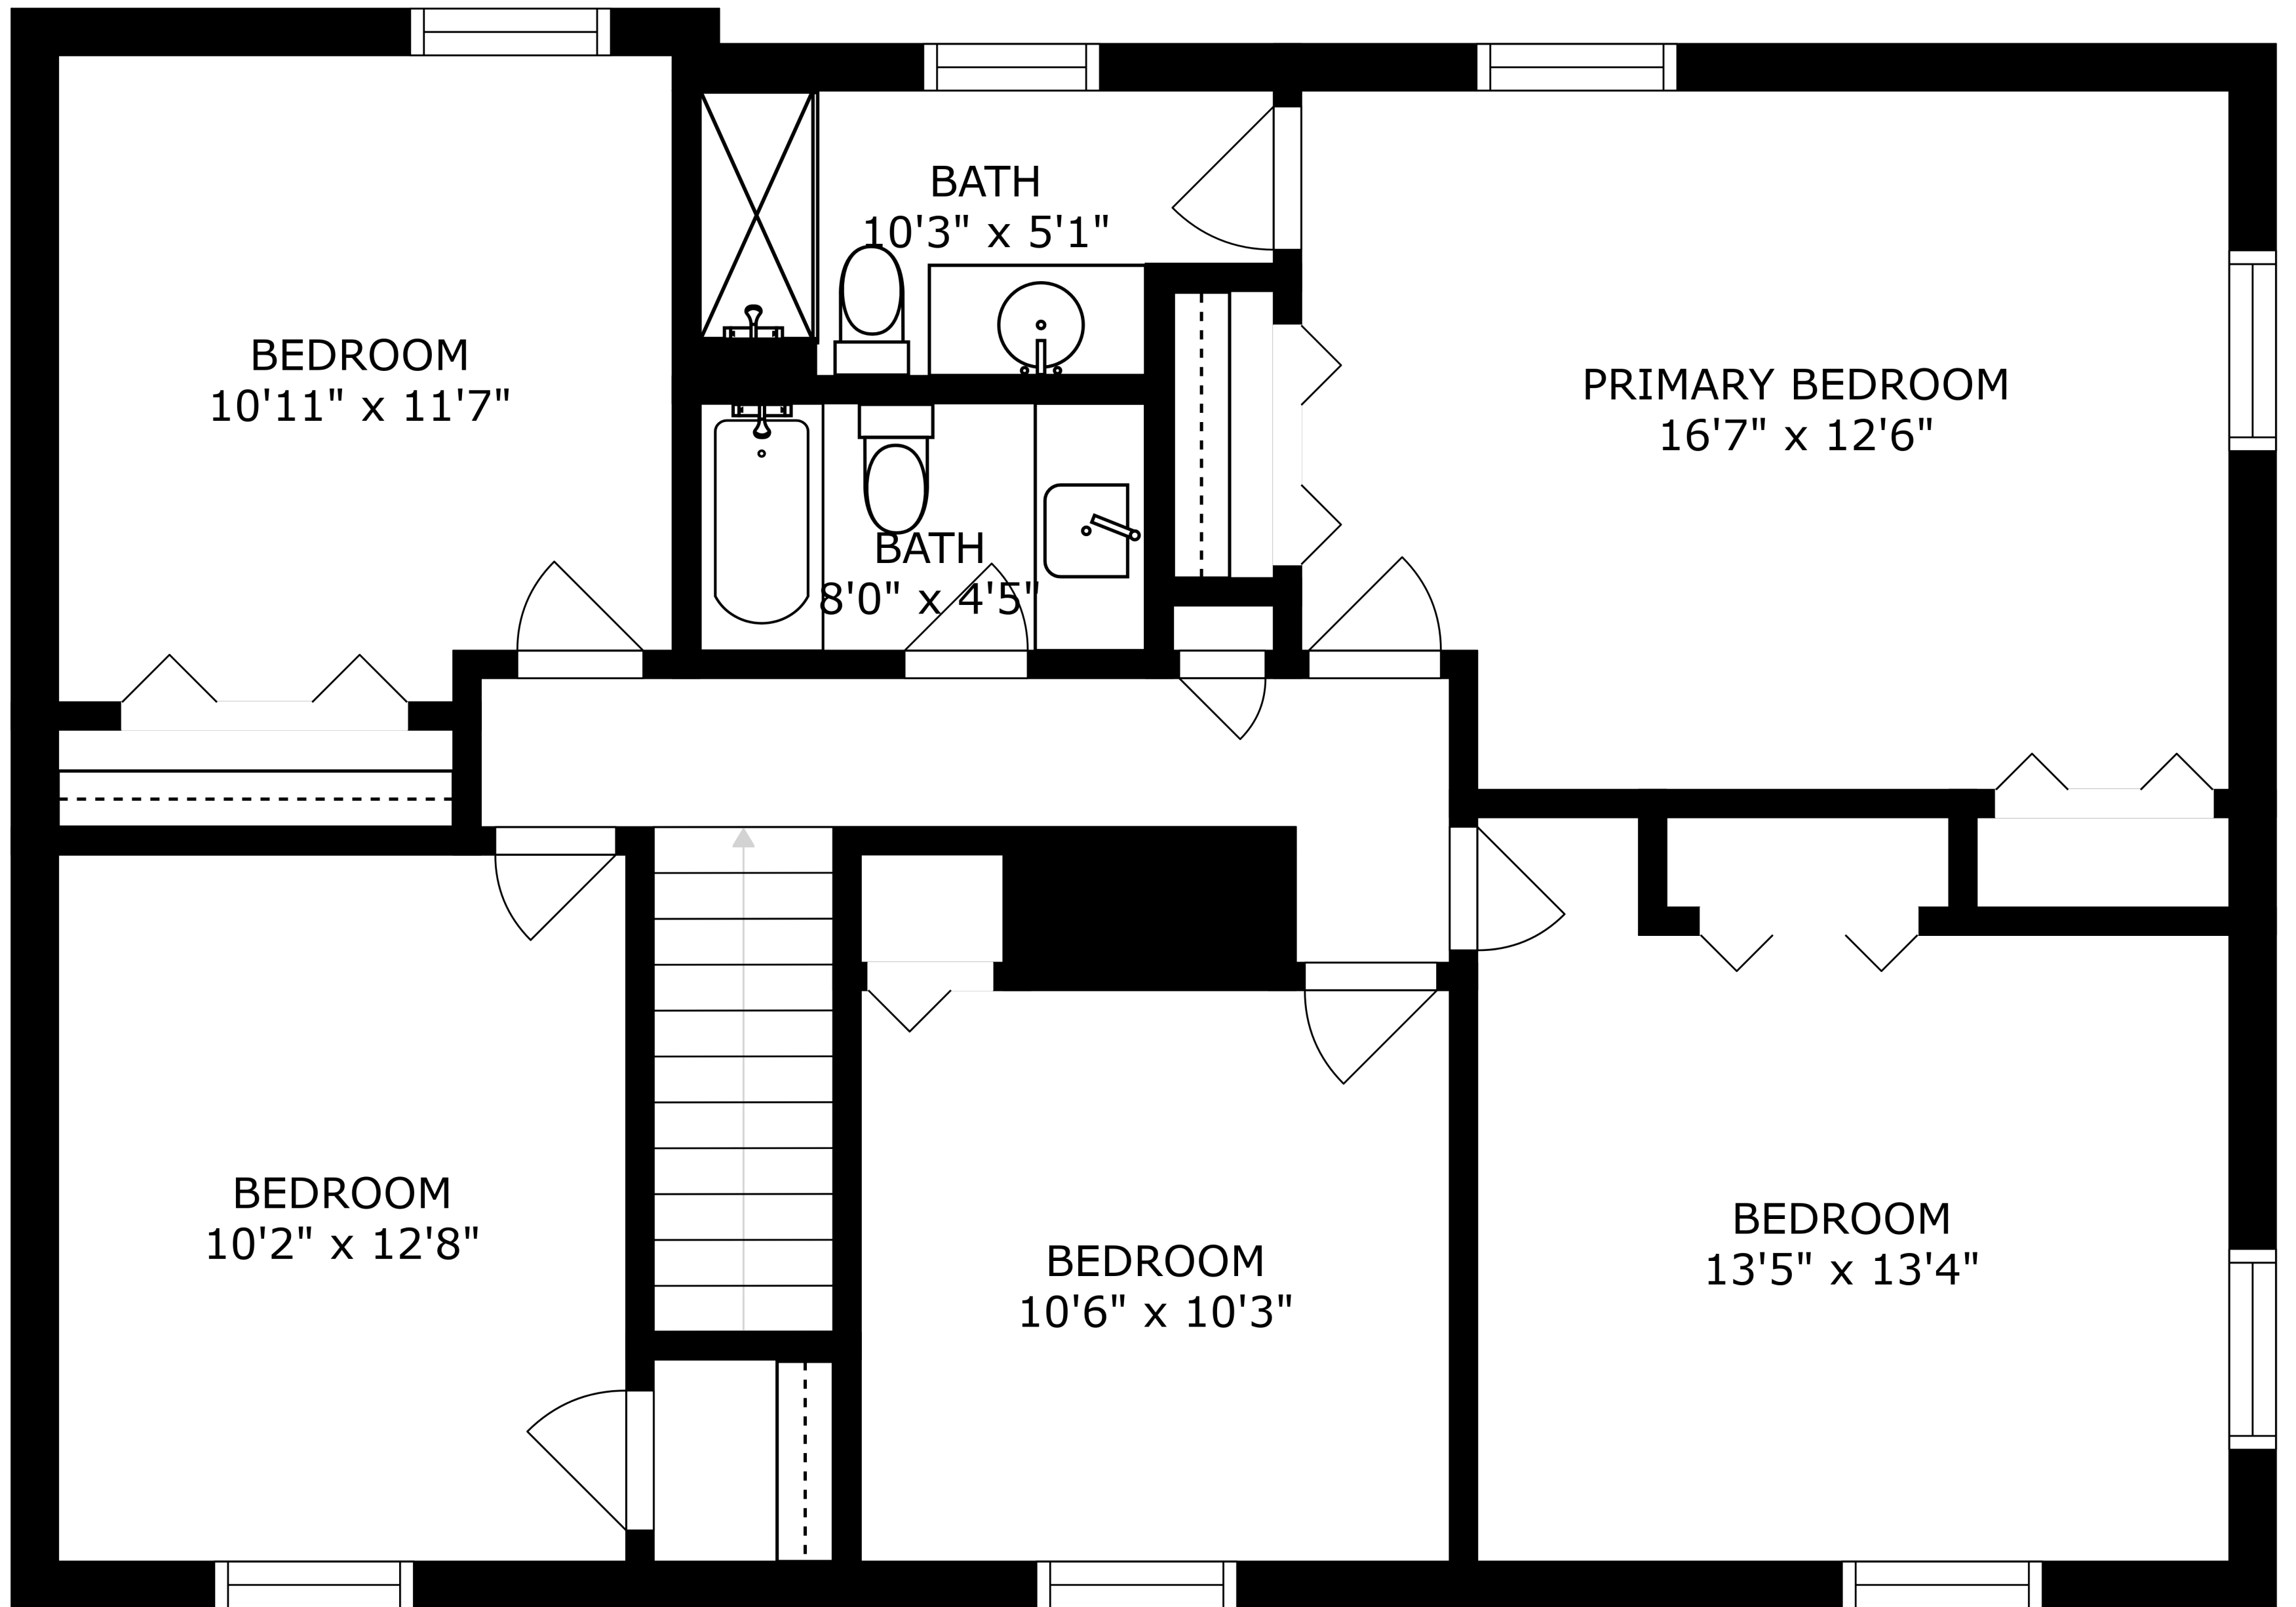 BATH
10'3" x 5'1"
BEDROOM
10'11" x 11'7"
PRIMARY BEDROOM
16'7" x 12'6"
BATH
8'0" x 4'5"
BEDROOM
10'2" x 12'8"
BEDROOM
10'6" x 10'3"
BEDROOM
13'5" x 13'4"